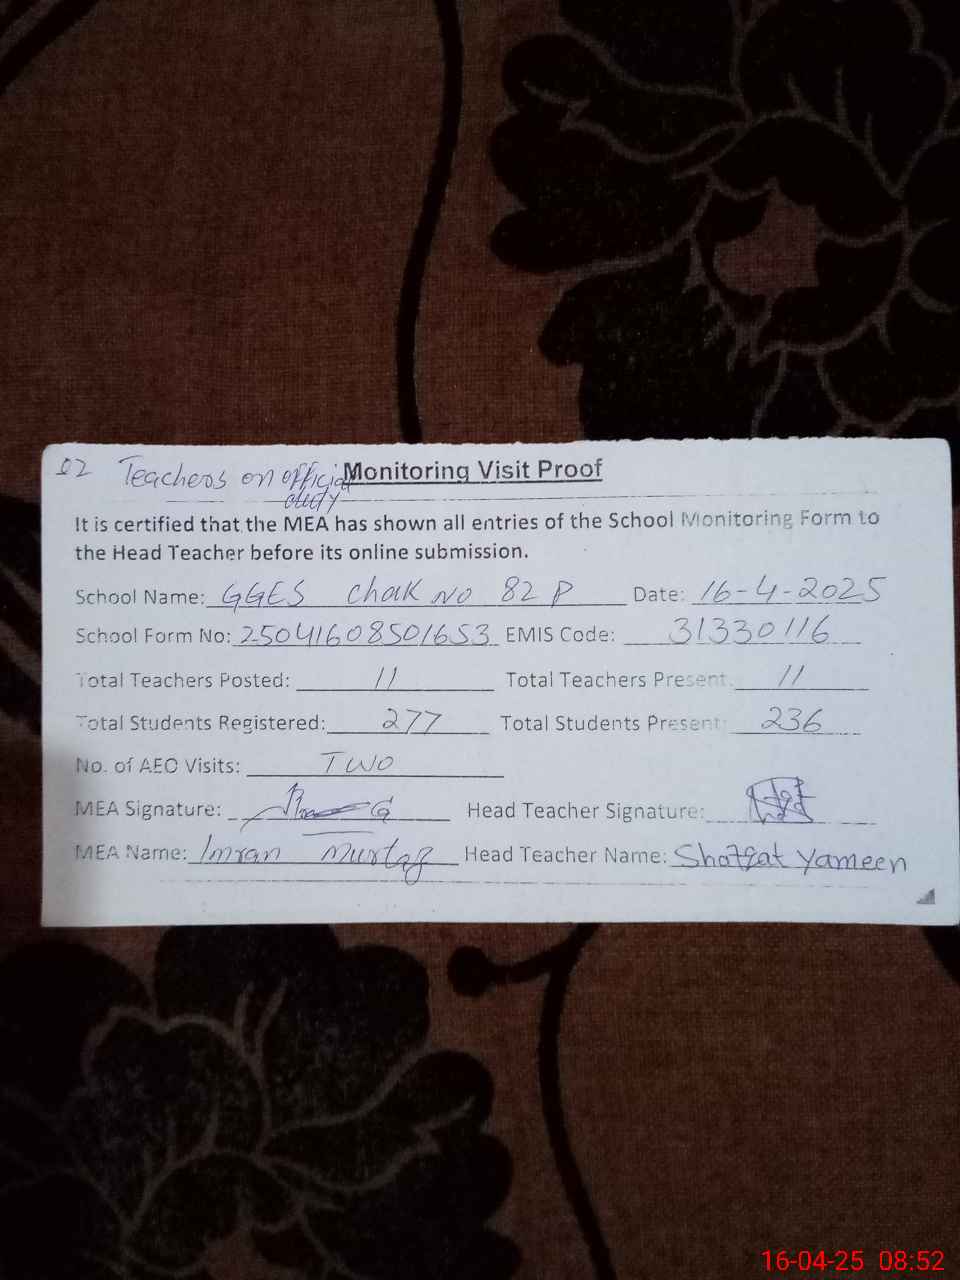 02 Teachers on official duty
Monitoring Visit Proof
It is certified that the MEA has shown all entries of the School Monitoring Form to
the Head Teacher before its online submission.
School Name: GGES Chak No 82 P Date: 16-4-2025
School Form No: 25041608501653 EMIS Code: 31330116
Total Teachers Posted: 11 Total Teachers Present: 11
Total Students Registered: 277 Total Students Present: 236
No. of AEO Visits: TWO
MEA Signature: Head Teacher Signature:
MEA Name: Imran Murtaz Head Teacher Name: Shafqat Yameen
16-04-25 08:52